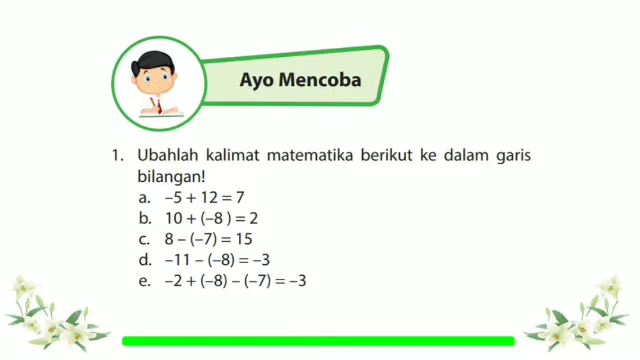 Ayo Mencoba
1. Ubahlah kalimat matematika berikut ke dalam garis
bilangan!
a. –5 + 12 = 7
b. 10 + (–8 ) = 2
c. 8 – (–7) = 15
d. –11 – (–8) = –3
e. –2 + (–8) – (–7) = –3